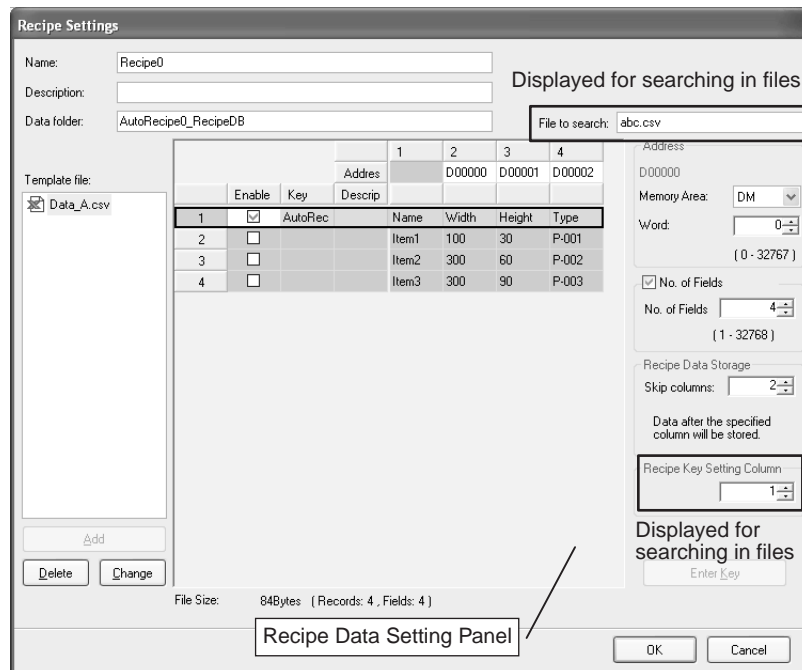 Recipe Settings
Name: Recipe0
Description:
Displayed for searching in files
Data folder: AutoRecipe0_RecipeDB
File to search: abc.csv
Template file:
Data_A.csv
1 2 3 4
Addres D00000 D00001 D00002
Enable Key Descrip
1 AutoRec Name Width Height Type
2 Item1 100 30 P-001
3 Item2 300 60 P-002
4 Item3 300 90 P-003
Address
D00000
Memory Area: DM
Word: 0
( 0 - 32767 )
No. of Fields
No. of Fields 4
( 1 - 32768 )
Recipe Data Storage
Skip columns: 2
Data after the specified
column will be stored.
Recipe Key Setting Column
1
Displayed for
searching in files
Enter Key
Add
Delete Change
File Size: 84Bytes ( Records: 4 , Fields: 4 )
Recipe Data Setting Panel
OK Cancel